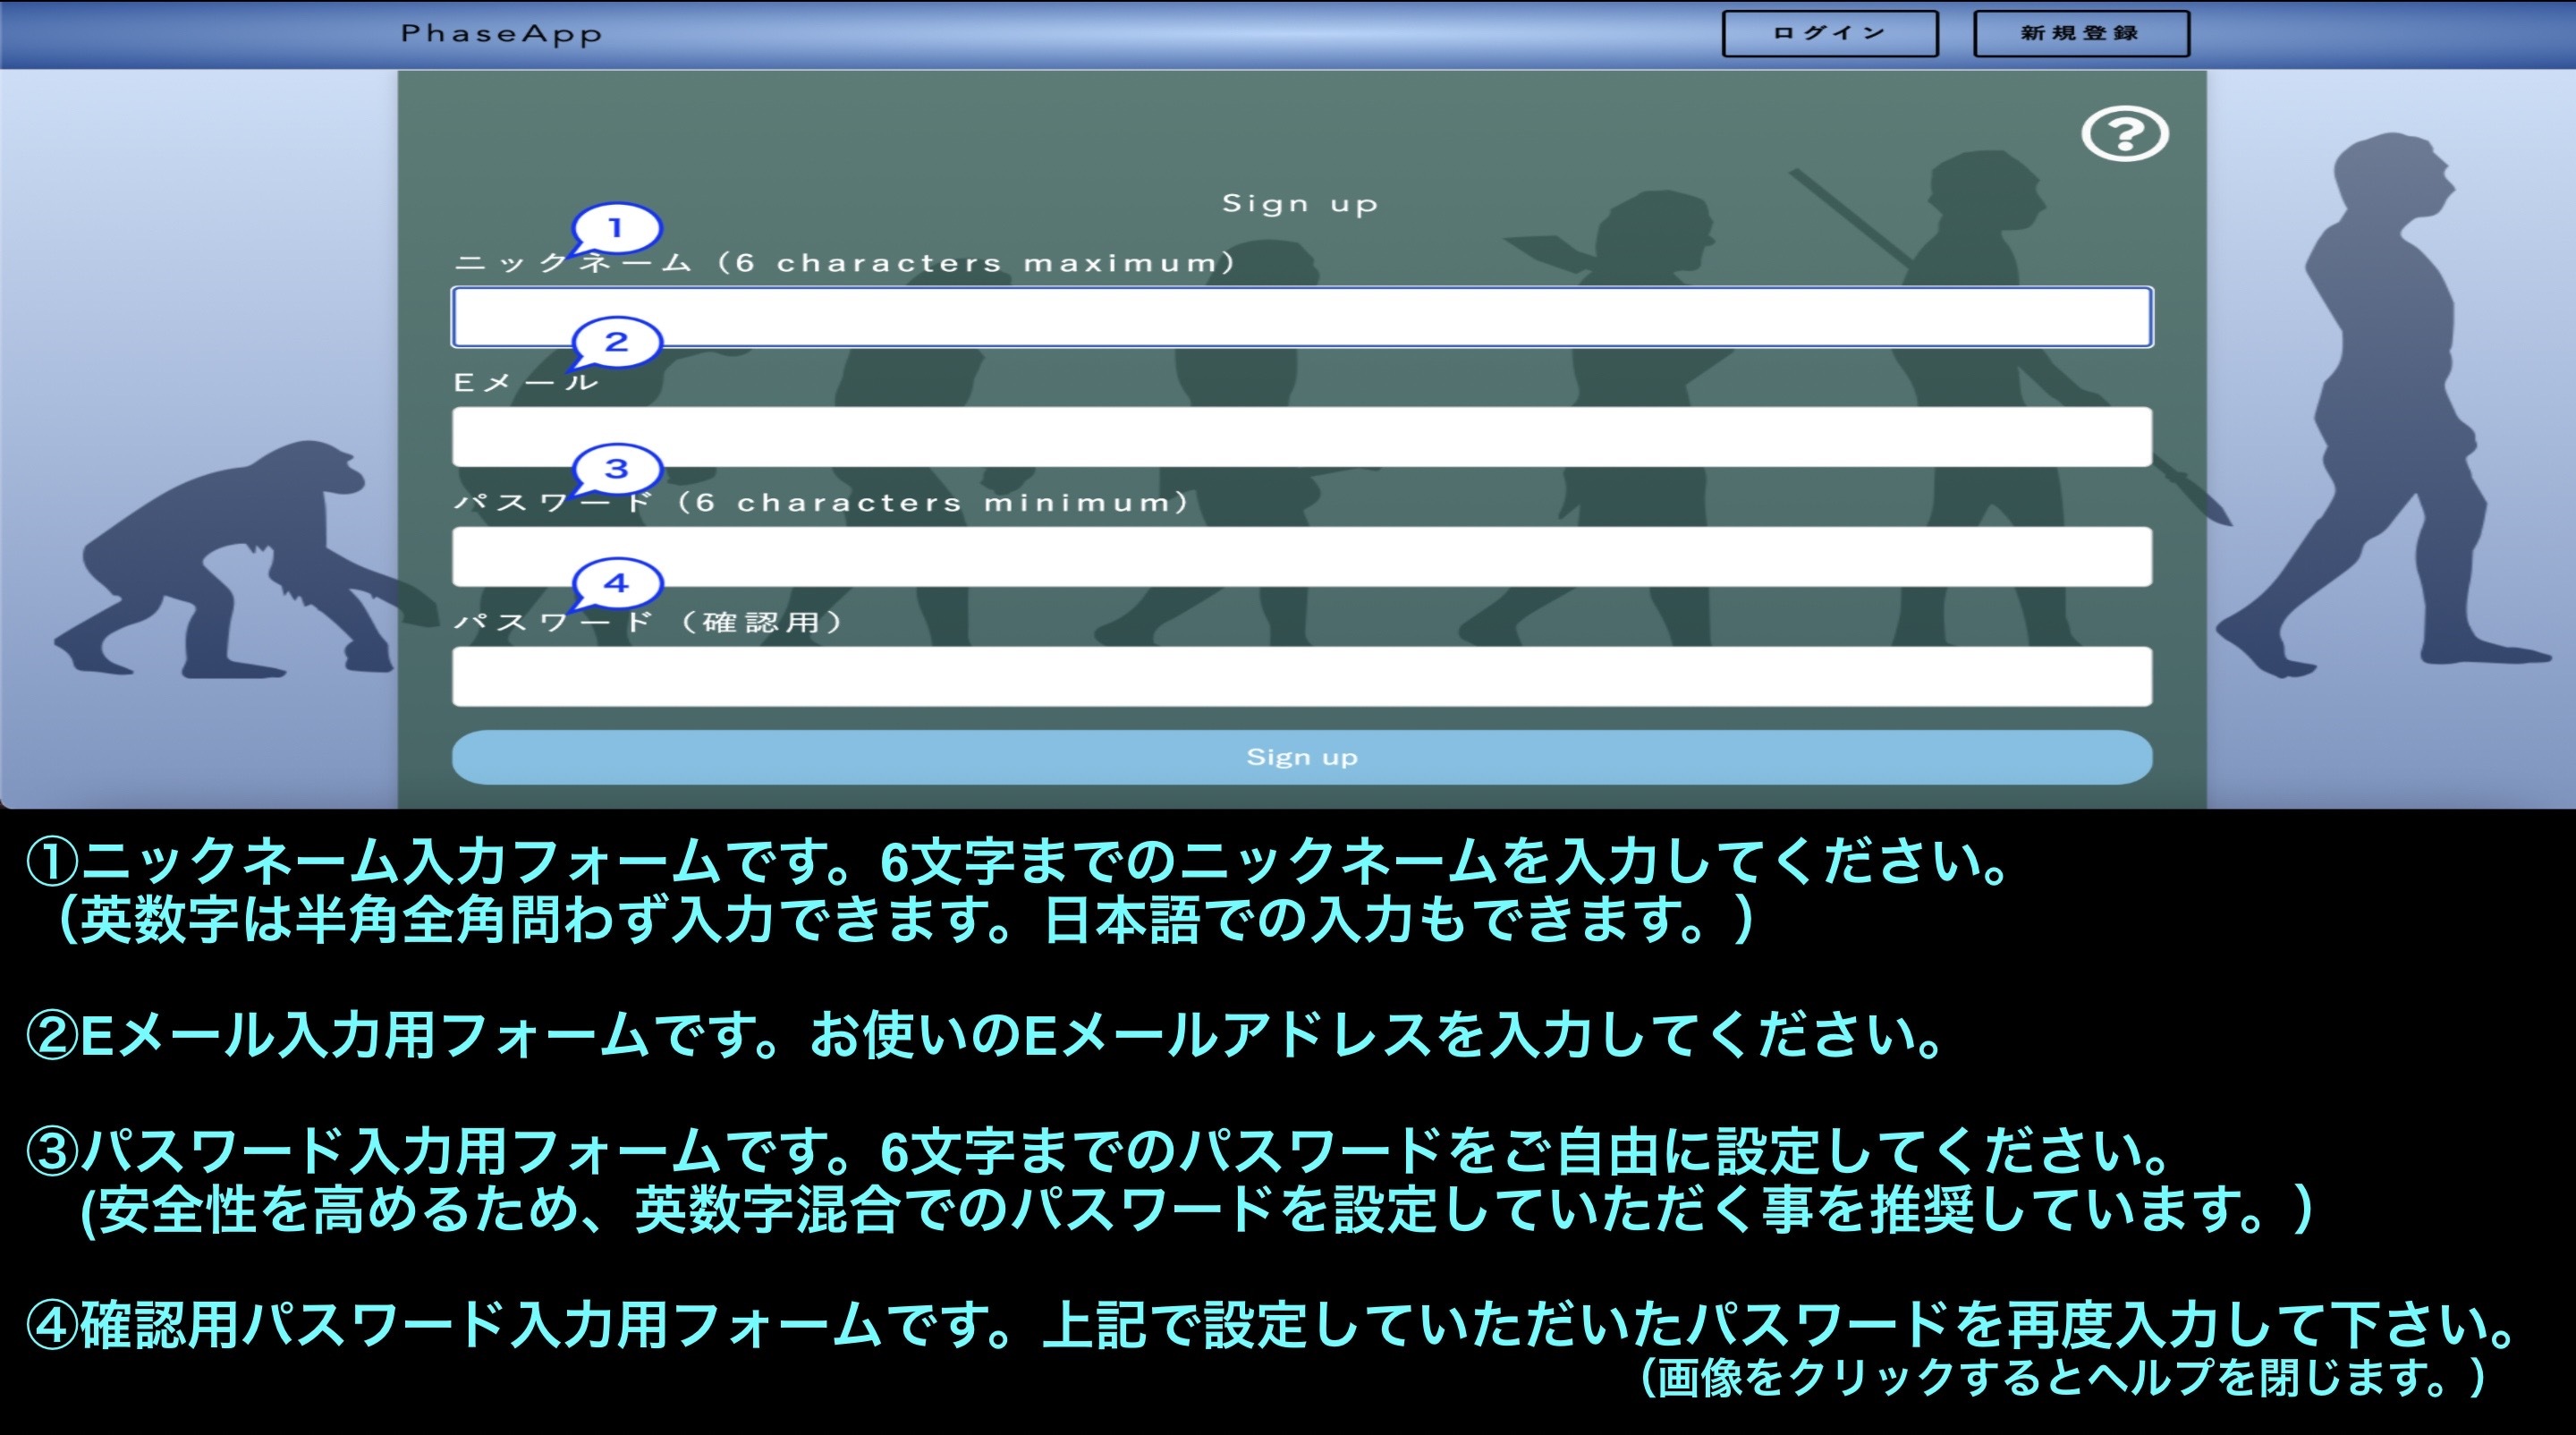 PhaseApp
ログイン
新規登録
?
Sign up
1
ニックネーム (6 characters maximum)
2
Eメール
3
パスワード (6 characters minimum)
4
パスワード（確認用）
Sign up
①ニックネーム入力フォームです。6文字までのニックネームを入力してください。
（英数字は半角全角問わず入力できます。日本語での入力もできます。）
②Eメール入力用フォームです。お使いのEメールアドレスを入力してください。
③パスワード入力用フォームです。6文字までのパスワードをご自由に設定してください。
(安全性を高めるため、英数字混合でのパスワードを設定していただく事を推奨しています。）
④確認用パスワード入力用フォームです。上記で設定していただいたパスワードを再度入力して下さい。
（画像をクリックするとヘルプを閉じます。）